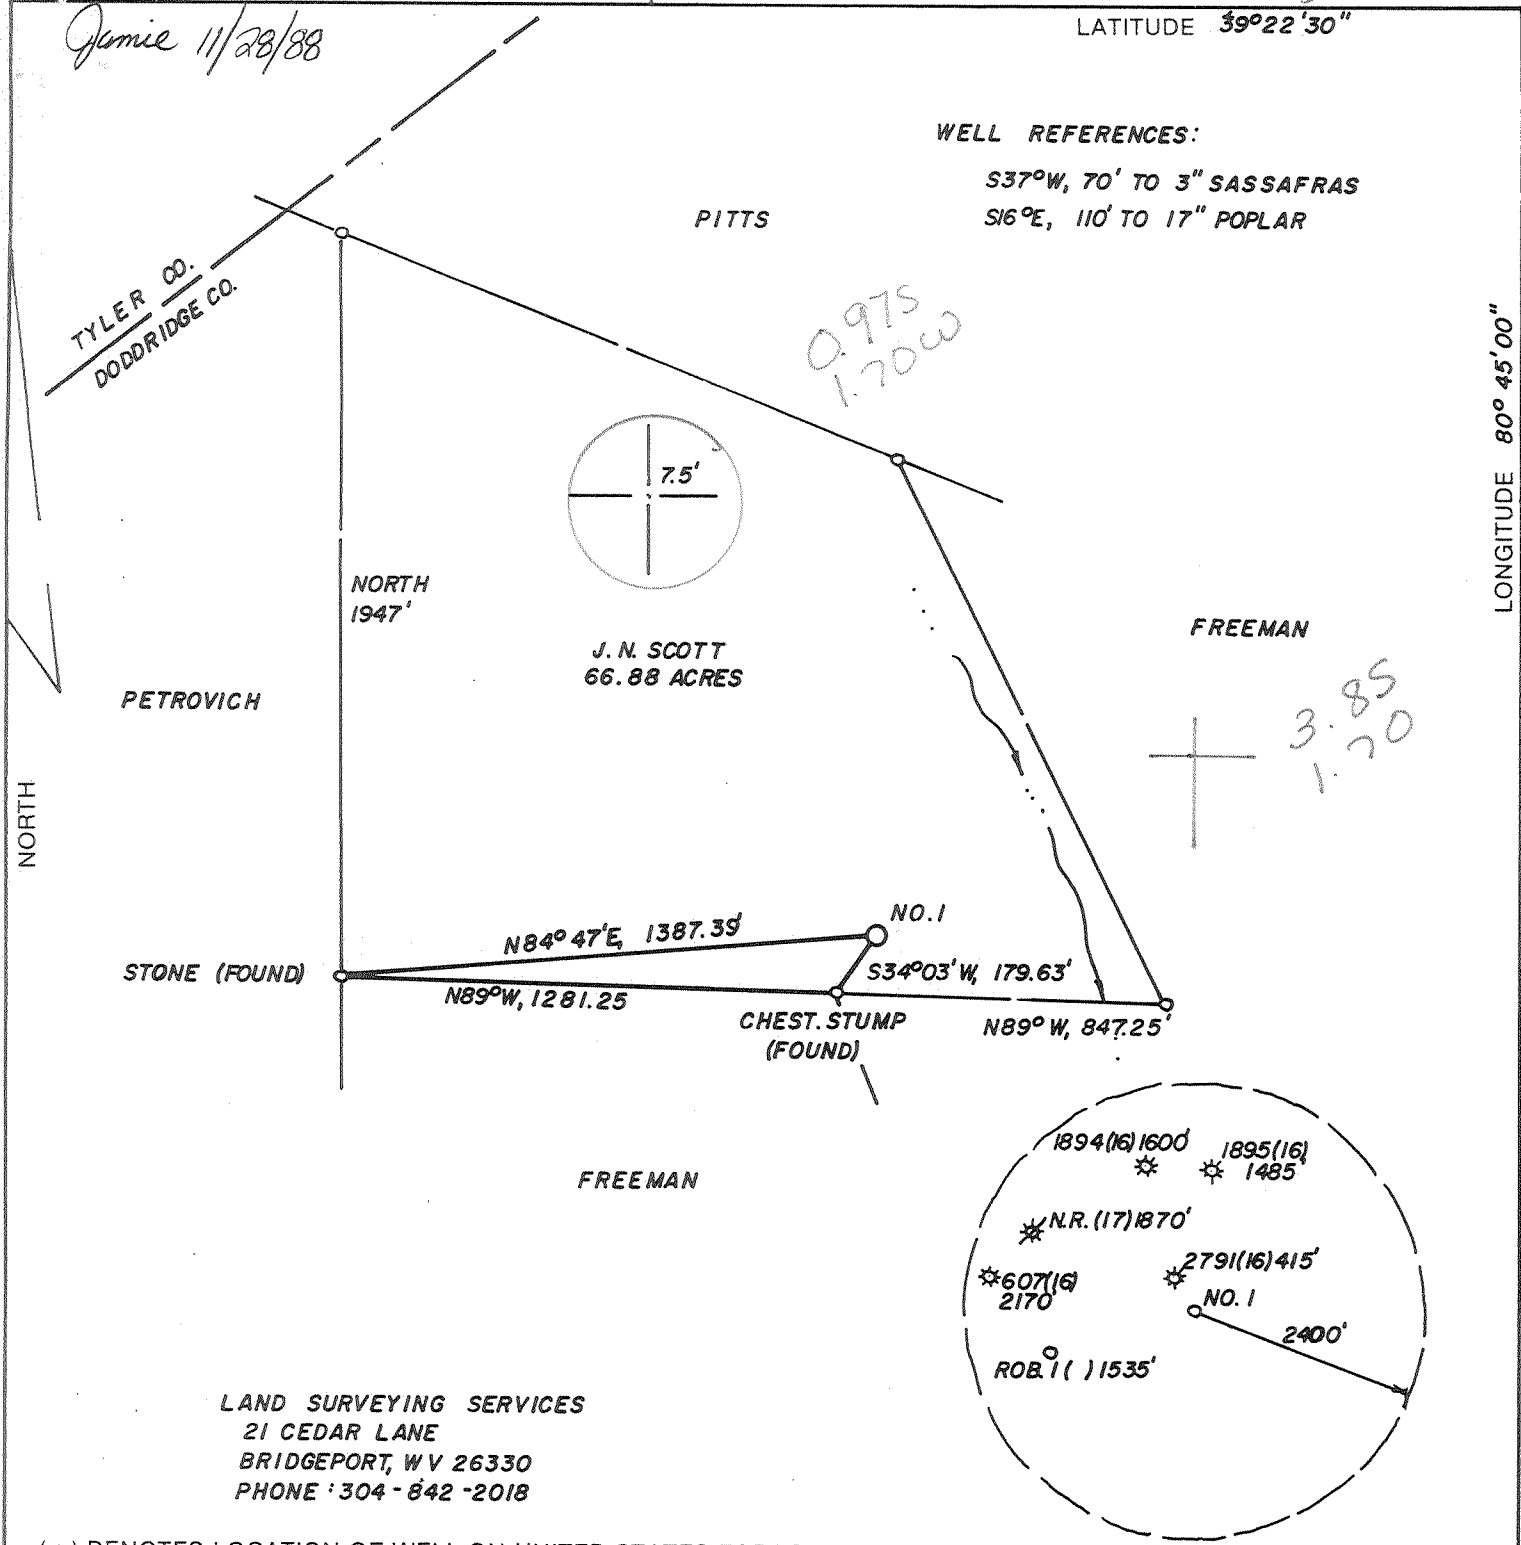 Jamie 11/28/88
LATITUDE 39°22'30"
WELL REFERENCES:
S37°W, 70' TO 3" SASSAFRAS
S16°E, 110' TO 17" POPLAR
PITTS
TYLER CO.
DODDRIDGE CO.
0.97S
1.70W
LONGITUDE 80° 45'00"
7.5'
NORTH
1947'
J. N. SCOTT
66.88 ACRES
FREEMAN
PETROVICH
3.85
1.70
NORTH
NO. 1
N84°47'E, 1387.39'
STONE (FOUND)
S34°03'W, 179.63'
N89°W, 1281.25
CHEST. STUMP
(FOUND)
N89°W, 847.25'
FREEMAN
1894(16)1600'
1895(16)
1485'
N.R.(17)1870'
2791(16)415'
607(16)
2170'
NO. 1
2400'
ROB. 1 ( ) 1535'
LAND SURVEYING SERVICES
21 CEDAR LANE
BRIDGEPORT, WV 26330
PHONE : 304-842-2018